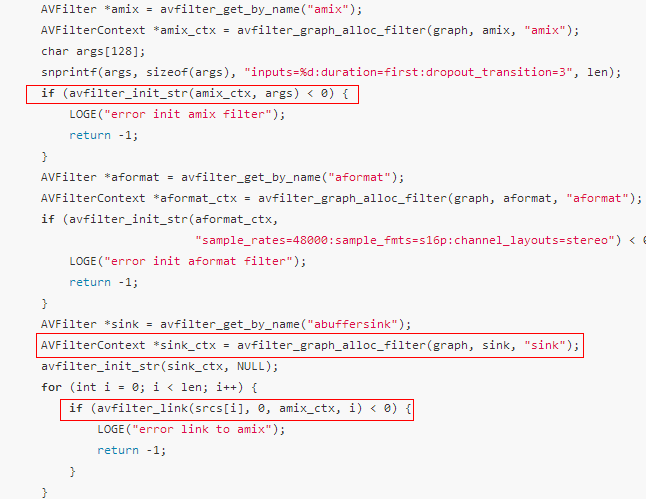 AVFilter *amix = avfilter_get_by_name("amix");
AVFilterContext *amix_ctx = avfilter_graph_alloc_filter(graph, amix, "amix");
char args[128];
snprintf(args, sizeof(args), "inputs=%d:duration=first:dropout_transition=3", len);
if (avfilter_init_str(amix_ctx, args) < 0) {
LOGE("error init amix filter");
return -1;
}
AVFilter *aformat = avfilter_get_by_name("aformat");
AVFilterContext *aformat_ctx = avfilter_graph_alloc_filter(graph, aformat, "aformat");
if (avfilter_init_str(aformat_ctx,
"sample_rates=48000:sample_fmts=s16p:channel_layouts=stereo") < 0
LOGE("error init aformat filter");
return -1;
}
AVFilter *sink = avfilter_get_by_name("abuffersink");
AVFilterContext *sink_ctx = avfilter_graph_alloc_filter(graph, sink, "sink");
avfilter_init_str(sink_ctx, NULL);
for (int i = 0; i < len; i++) {
if (avfilter_link(srcs[i], 0, amix_ctx, i) < 0) {
LOGE("error link to amix");
return -1;
}
}